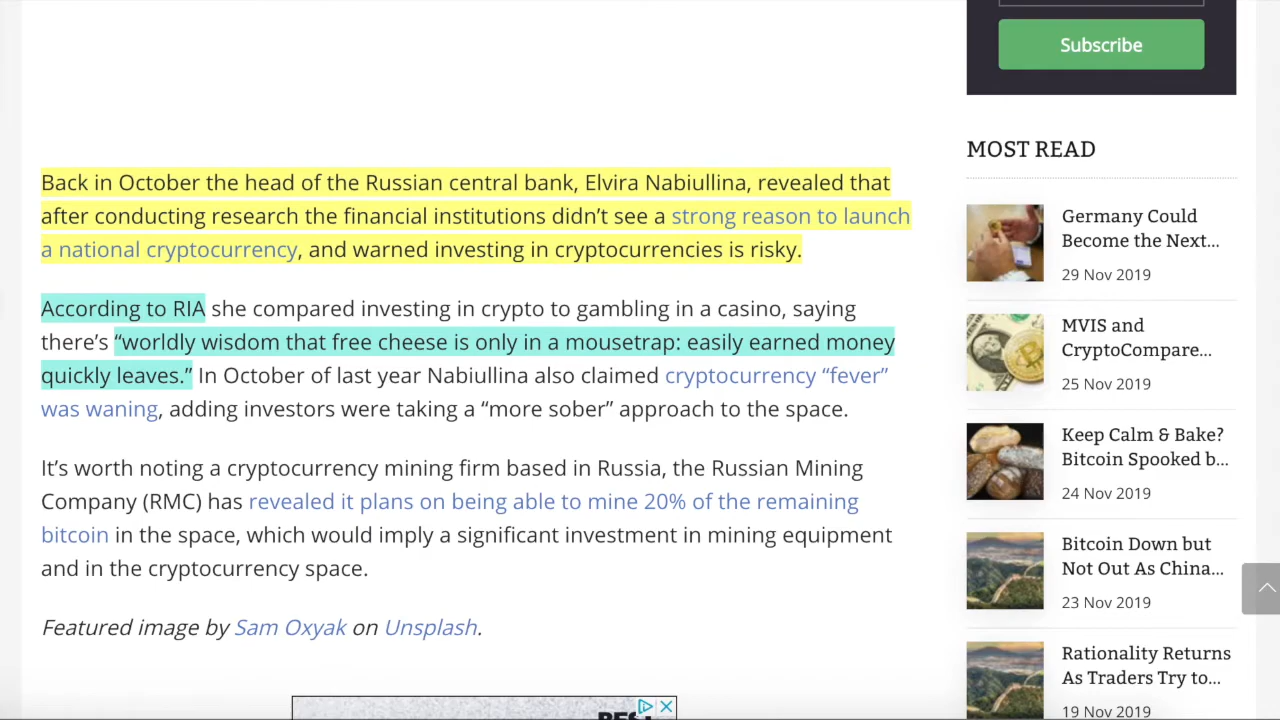 Subscribe
Back in October the head of the Russian central bank, Elvira Nabiullina, revealed that
after conducting research the financial institutions didn’t see a strong reason to launch
a national cryptocurrency, and warned investing in cryptocurrencies is risky.
According to RIA she compared investing in crypto to gambling in a casino, saying
there’s “worldly wisdom that free cheese is only in a mousetrap: easily earned money
quickly leaves.” In October of last year Nabiullina also claimed cryptocurrency “fever”
was waning, adding investors were taking a “more sober” approach to the space.
It’s worth noting a cryptocurrency mining firm based in Russia, the Russian Mining
Company (RMC) has revealed it plans on being able to mine 20% of the remaining
bitcoin in the space, which would imply a significant investment in mining equipment
and in the cryptocurrency space.
Featured image by Sam Oxyak on Unsplash.
MOST READ
Germany Could
Become the Next...
29 Nov 2019
MVIS and
CryptoCompare...
25 Nov 2019
Keep Calm & Bake?
Bitcoin Spooked b...
24 Nov 2019
Bitcoin Down but
Not Out As China...
23 Nov 2019
Rationality Returns
As Traders Try to...
19 Nov 2019